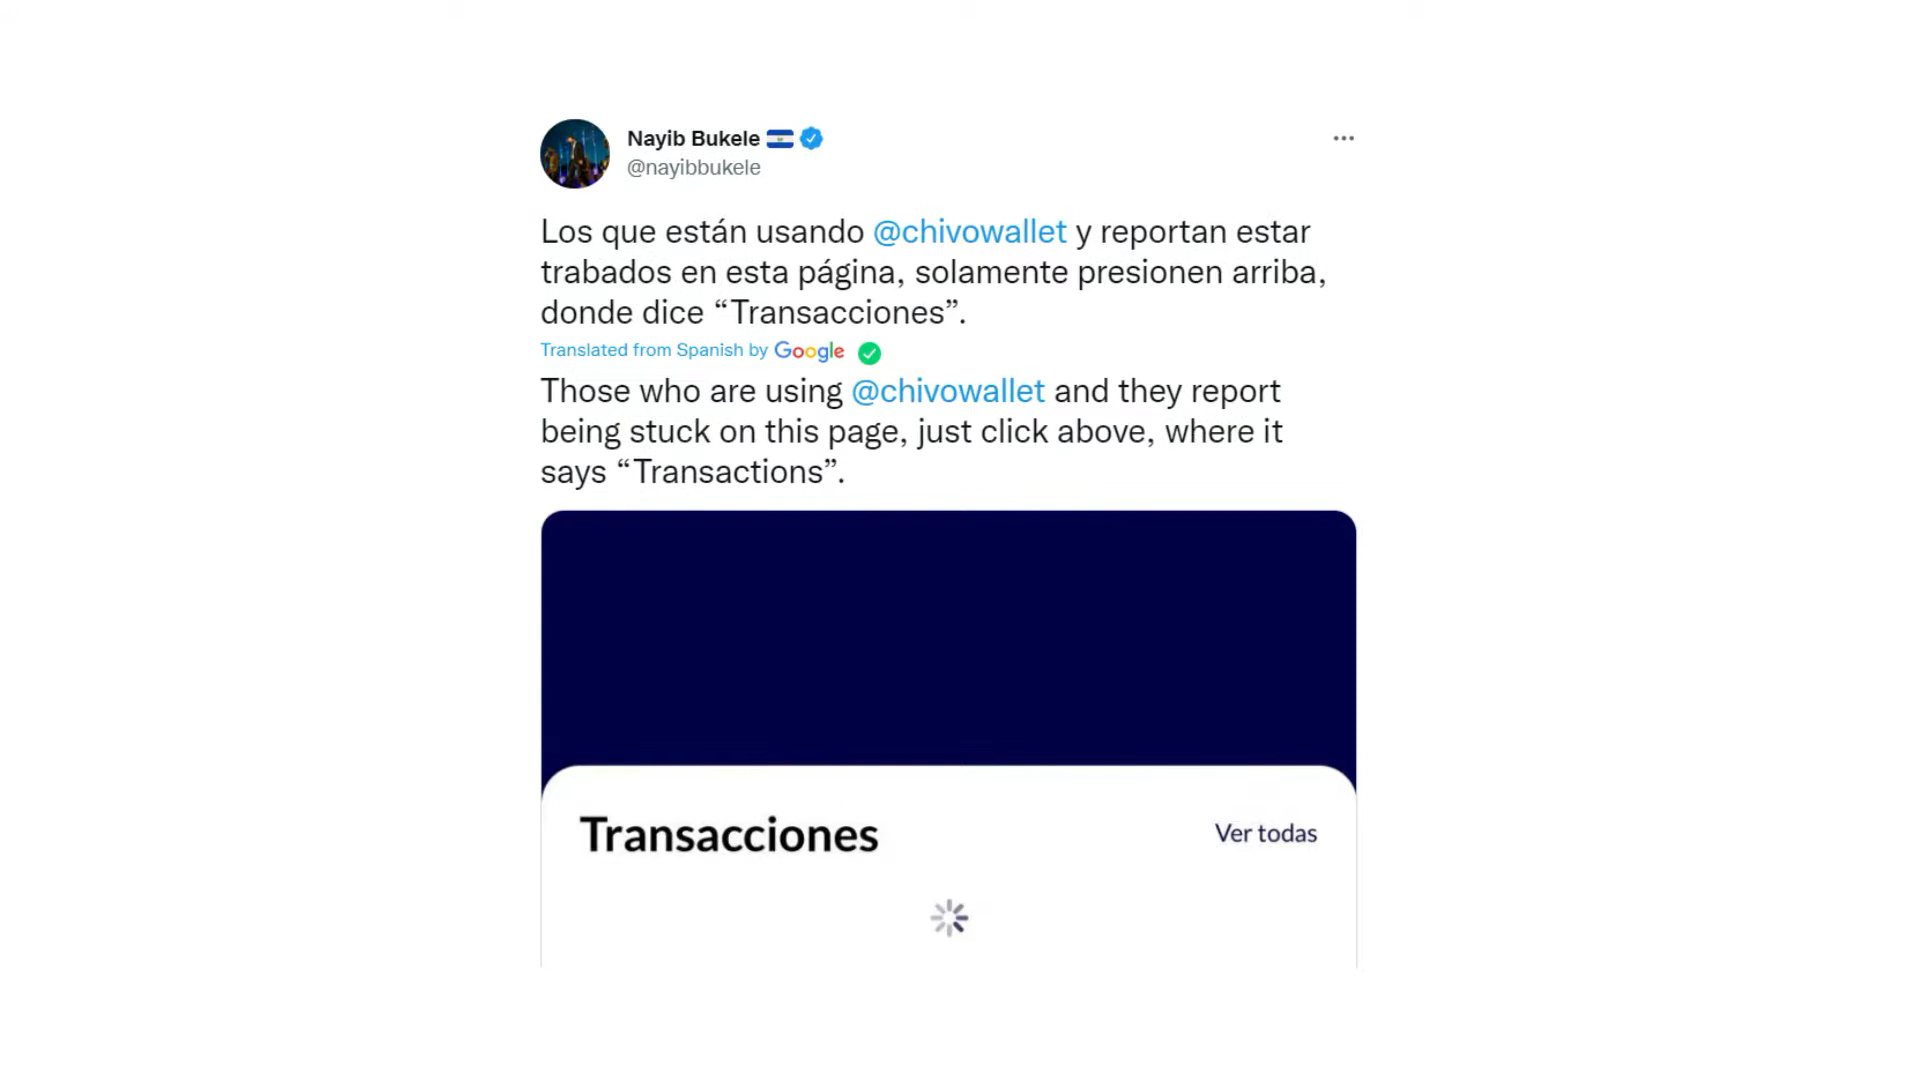 Nayib Bukele
@nayibbukele
Los que están usando @chivowallet y reportan estar
trabados en esta página, solamente presionen arriba,
donde dice “Transacciones”.
Translated from Spanish by Google
Those who are using @chivowallet and they report
being stuck on this page, just click above, where it
says “Transactions”.
Transacciones
Ver todas